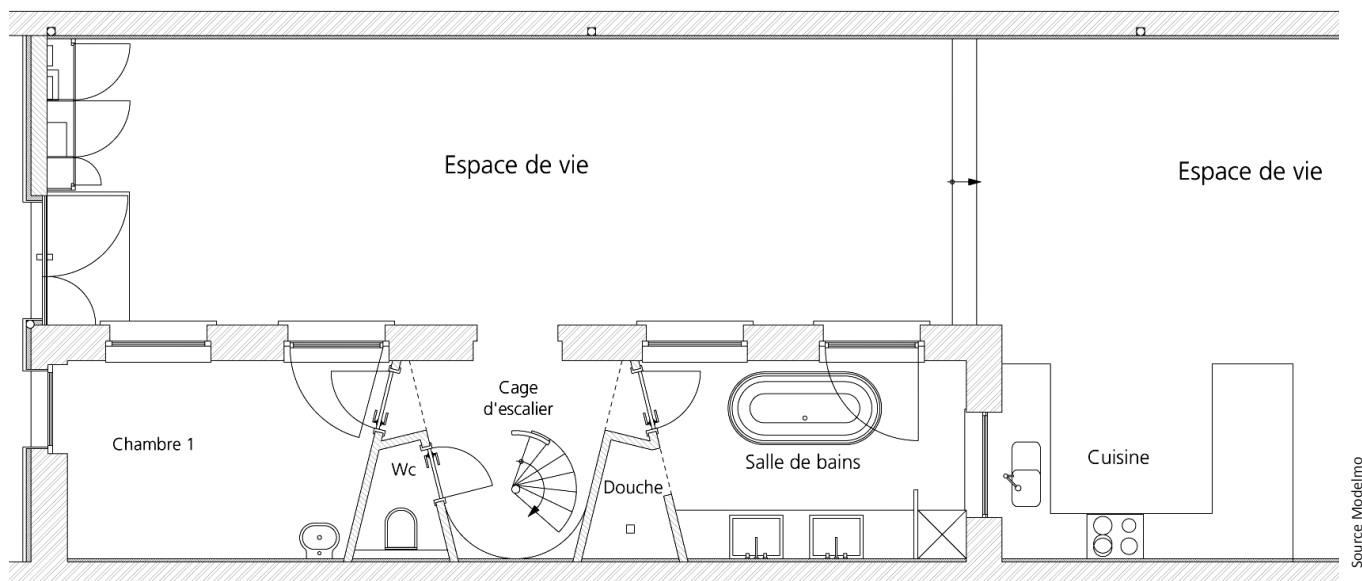 Espace de vie
Espace de vie
Cage
d'escalier
Chambre 1
Wc
Douche
Salle de bains
Cuisine
Source Modelmo